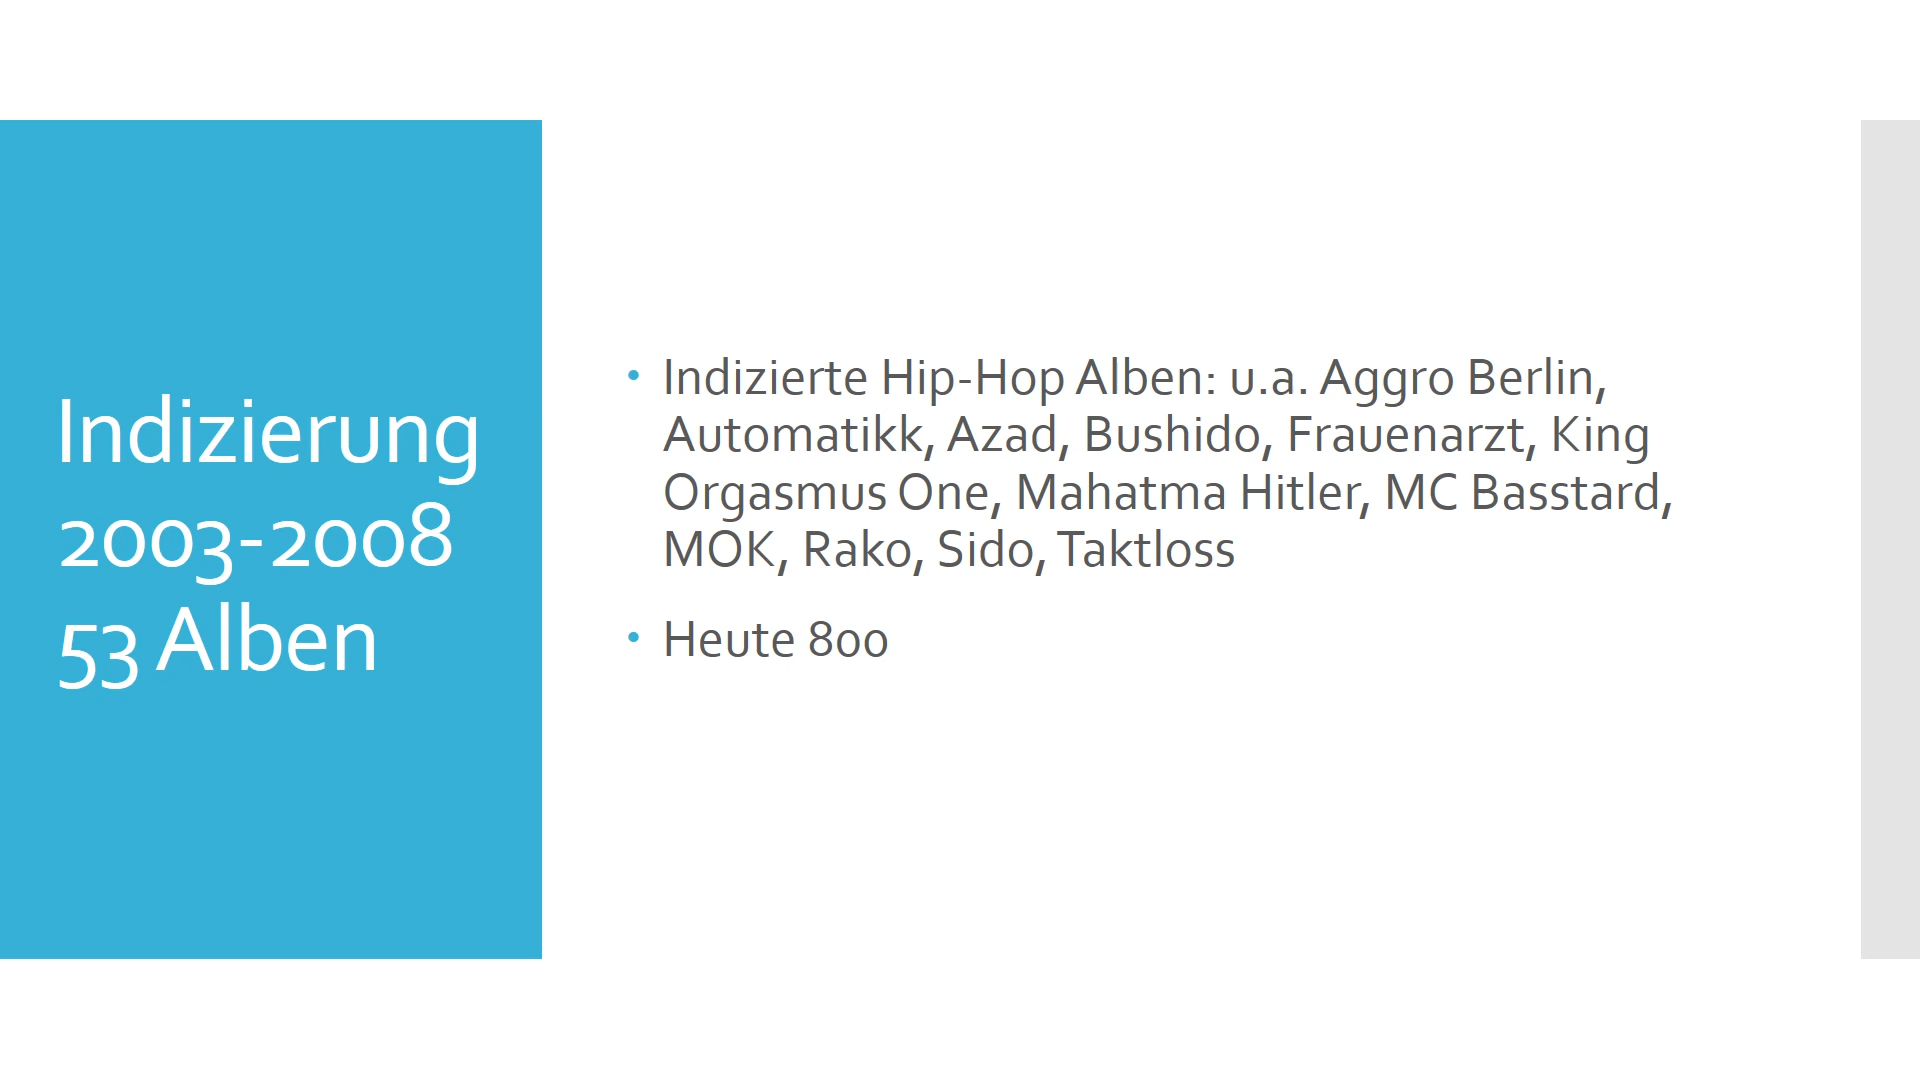 Indizierung
2003-2008
53 Alben
• Indizierte Hip-Hop Alben: u.a. Aggro Berlin,
Automatikk, Azad, Bushido, Frauenarzt, King
Orgasmus One, Mahatma Hitler, MC Basstard,
MOK, Rako, Sido, Taktloss
• Heute 800